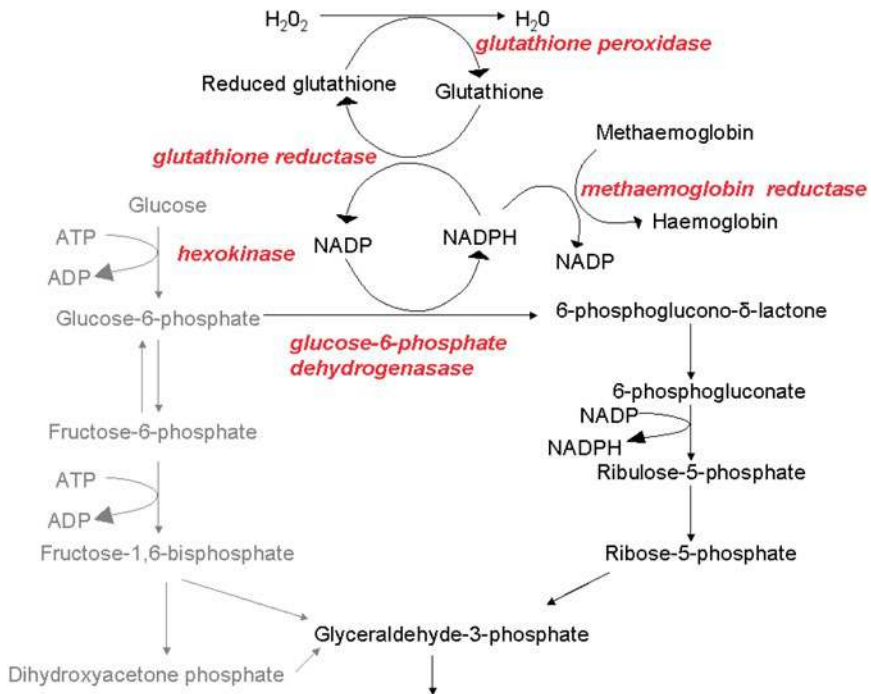 H₂O₂
H₂0
glutathione peroxidase
Reduced glutathione
Glutathione
Methaemoglobin
glutathione reductase
methaemoglobin reductase
Glucose
Haemoglobin
ATP
hexokinase
NADP
NADPH
NADP
ADP
Glucose-6-phosphate
6-phosphoglucono-δ-lactone
glucose-6-phosphate
dehydrogenasase
6-phosphogluconate
NADP
Fructose-6-phosphate
NADPH
ATP
Ribulose-5-phosphate
ADP
Fructose-1,6-bisphosphate
Ribose-5-phosphate
Glyceraldehyde-3-phosphate
Dihydroxyacetone phosphate